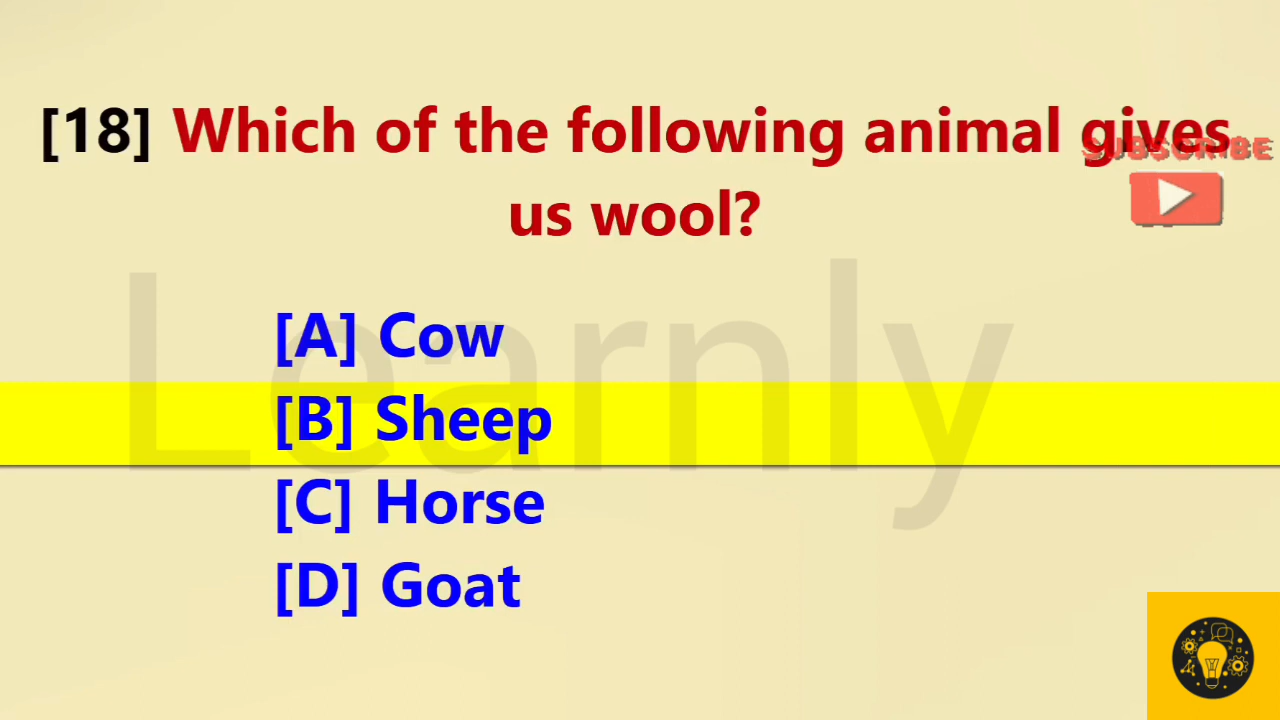 [18] Which of the following animal gives
SUBSCRIBE
us wool?
Learnly
[A] Cow
[B] Sheep
[C] Horse
[D] Goat